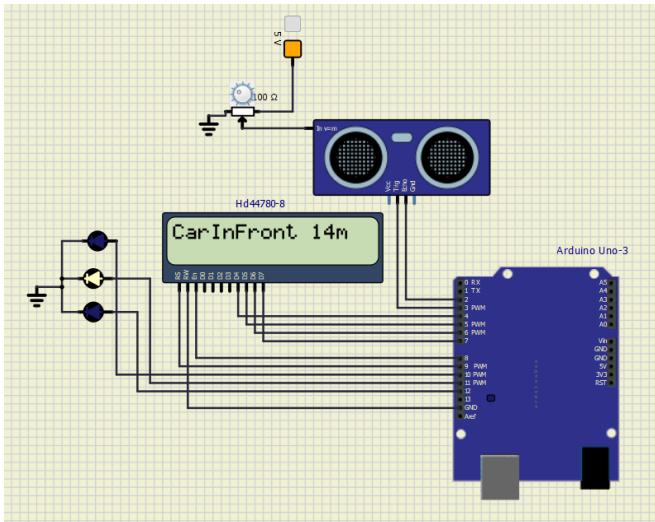 5 V
100 Ω
In v=m
Vcc
Trig
Echo
Gnd
Hd44780-8
CarInFront 14m
RS
RW
En
D0
D1
D2
D3
D4
D5
D6
D7
Arduino Uno-3
0 RX
1 TX
2
3 PWM
4
5 PWM
6 PWM
7
8
9 PWM
10 PWM
11 PWM
12
13
GND
Aref
A5
A4
A3
A2
A1
A0
Vin
GND
GND
5V
3V3
RST